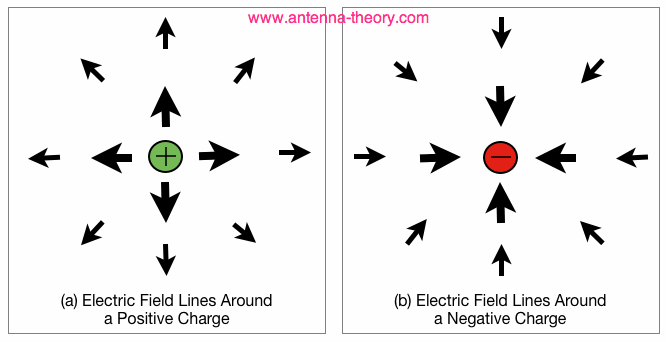 www.antenna-theory.com
+
−
(a) Electric Field Lines Around
a Positive Charge
(b) Electric Field Lines Around
a Negative Charge